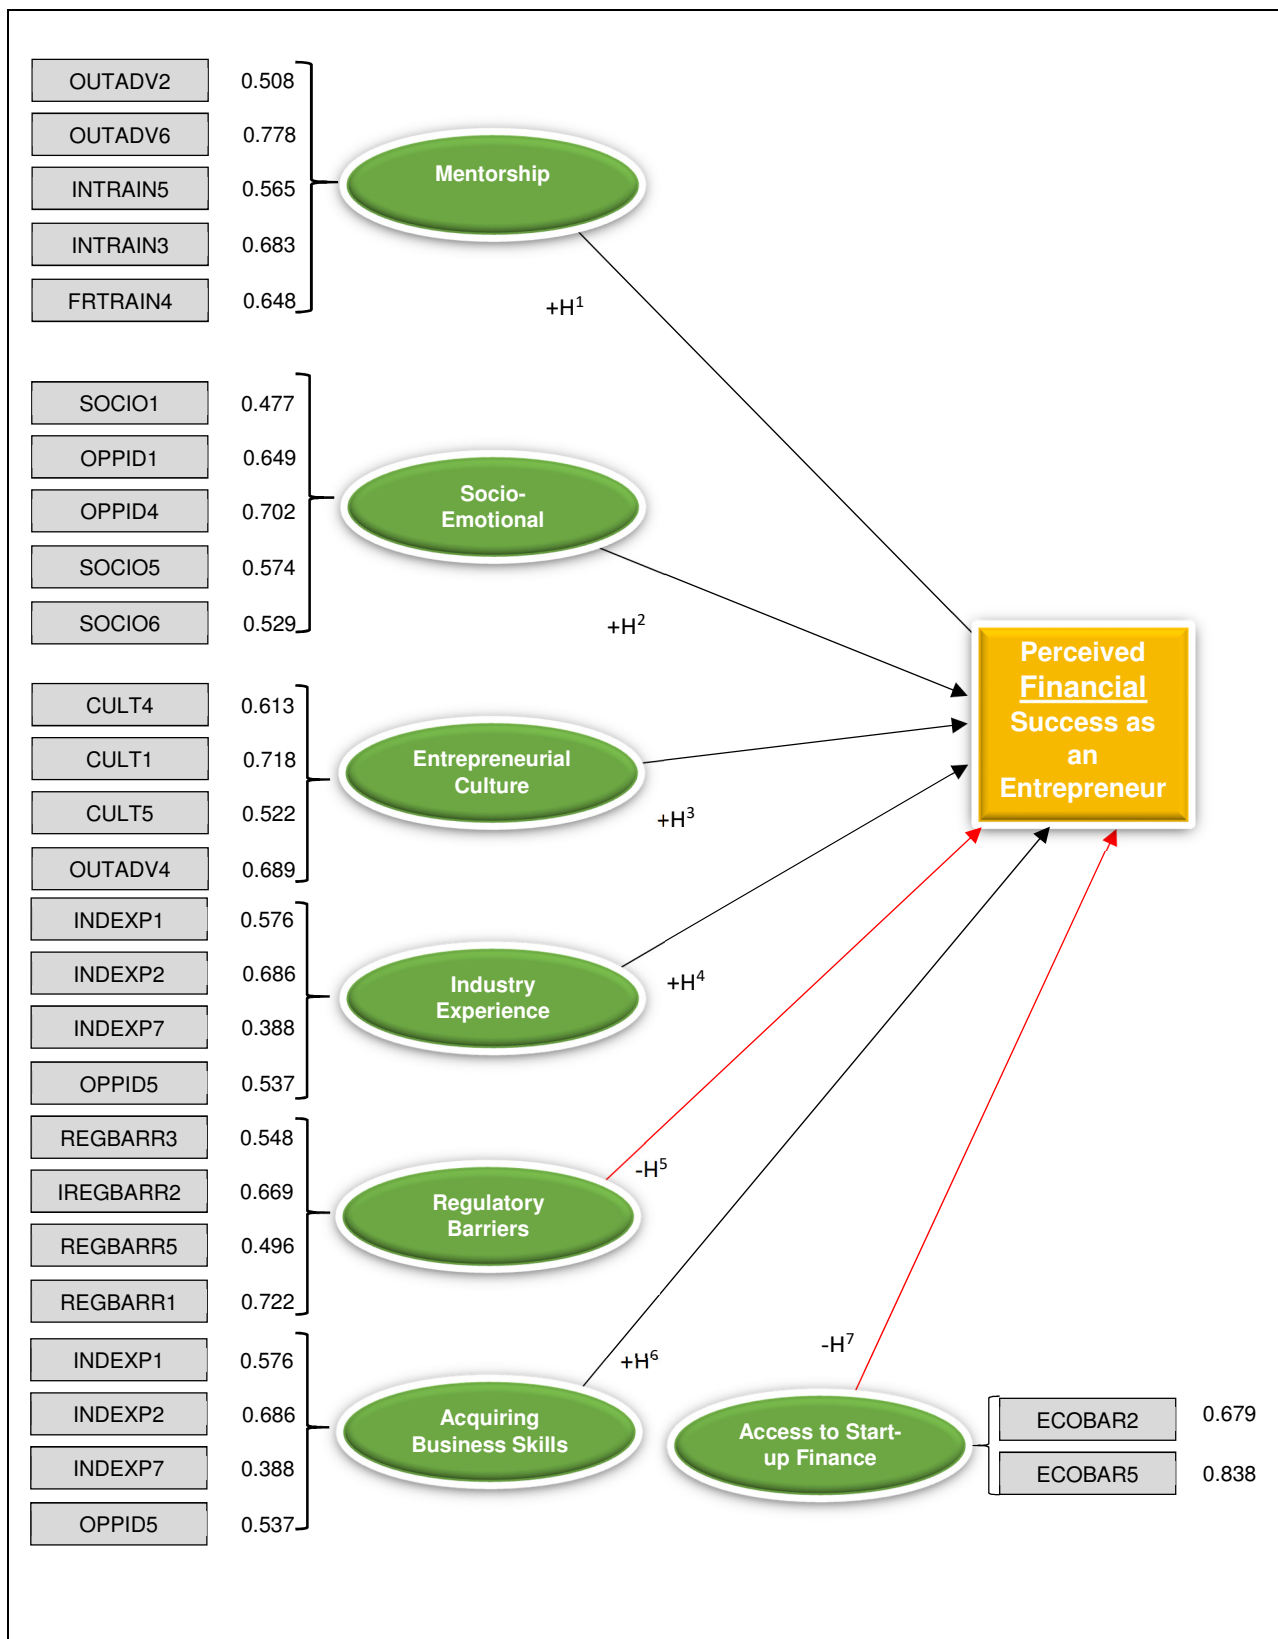 OUTADV2 0.508
OUTADV6 0.778
INTRAIN5 0.565
INTRAIN3 0.683
FRTRAIN4 0.648
Mentorship
+H¹
SOCIO1 0.477
OPPID1 0.649
OPPID4 0.702
SOCIO5 0.574
SOCIO6 0.529
Socio-
Emotional
+H²
CULT4 0.613
CULT1 0.718
CULT5 0.522
OUTADV4 0.689
Entrepreneurial
Culture
+H³
INDEXP1 0.576
INDEXP2 0.686
INDEXP7 0.388
OPPID5 0.537
Industry
Experience
+H⁴
REGBARR3 0.548
IREGBARR2 0.669
REGBARR5 0.496
REGBARR1 0.722
Regulatory
Barriers
-H⁵
INDEXP1 0.576
INDEXP2 0.686
INDEXP7 0.388
OPPID5 0.537
Acquiring
Business Skills
+H⁶
Access to Start-
up Finance
-H⁷
ECOBAR2 0.679
ECOBAR5 0.838
Perceived
Financial
Success as
an
Entrepreneur